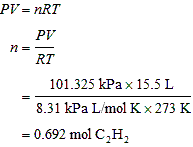 PV = nRT
n = PV/RT
= 101.325 kPa × 15.5 L / 8.31 kPa L/mol K × 273 K
= 0.692 mol C₂H₂